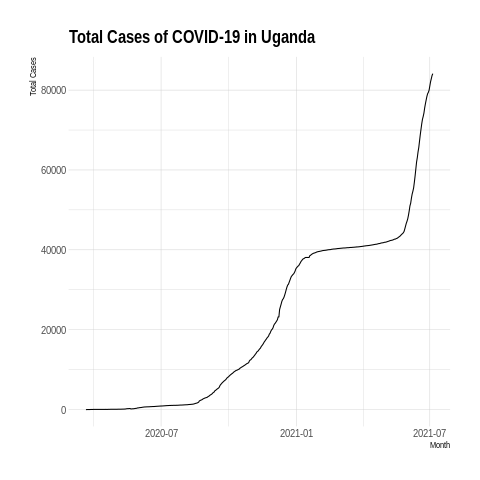 Total Cases of COVID-19 in Uganda
Total Cases
80000
60000
40000
20000
0
2020-07
2021-01
2021-07
Month